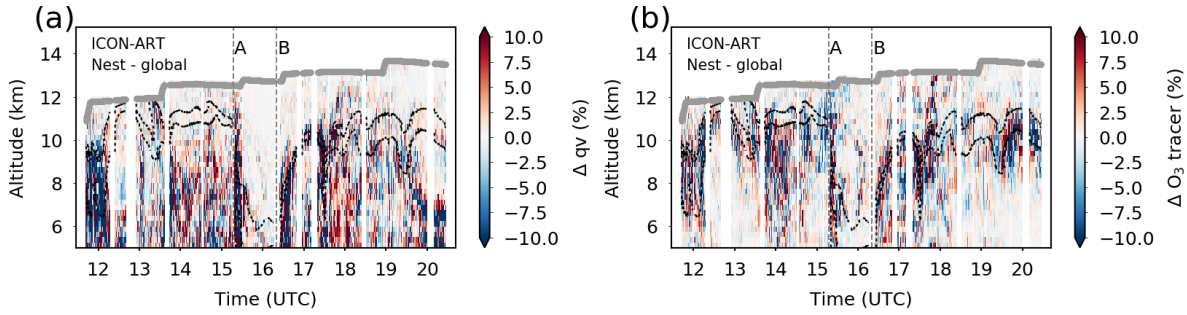 (a)
ICON-ART
Nest - global
A
B
Altitude (km)
14
12
10
8
6
12 13 14 15 16 17 18 19 20
Time (UTC)
10.0
7.5
5.0
2.5
0.0
−2.5
−5.0
−7.5
−10.0
Δ qv (%)
(b)
ICON-ART
Nest - global
A
B
Altitude (km)
14
12
10
8
6
12 13 14 15 16 17 18 19 20
Time (UTC)
10.0
7.5
5.0
2.5
0.0
−2.5
−5.0
−7.5
−10.0
Δ O₃ tracer (%)